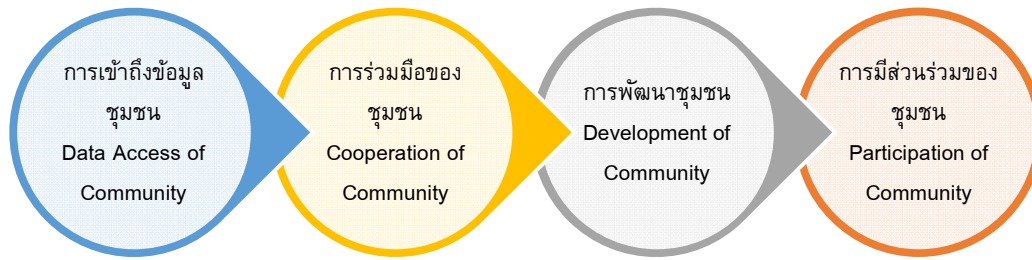 การเข้าถึงข้อมูล
ชุมชน
Data Access of
Community
การร่วมมือของ
ชุมชน
Cooperation of
Community
การพัฒนาชุมชน
Development of
Community
การมีส่วนร่วมของ
ชุมชน
Participation of
Community